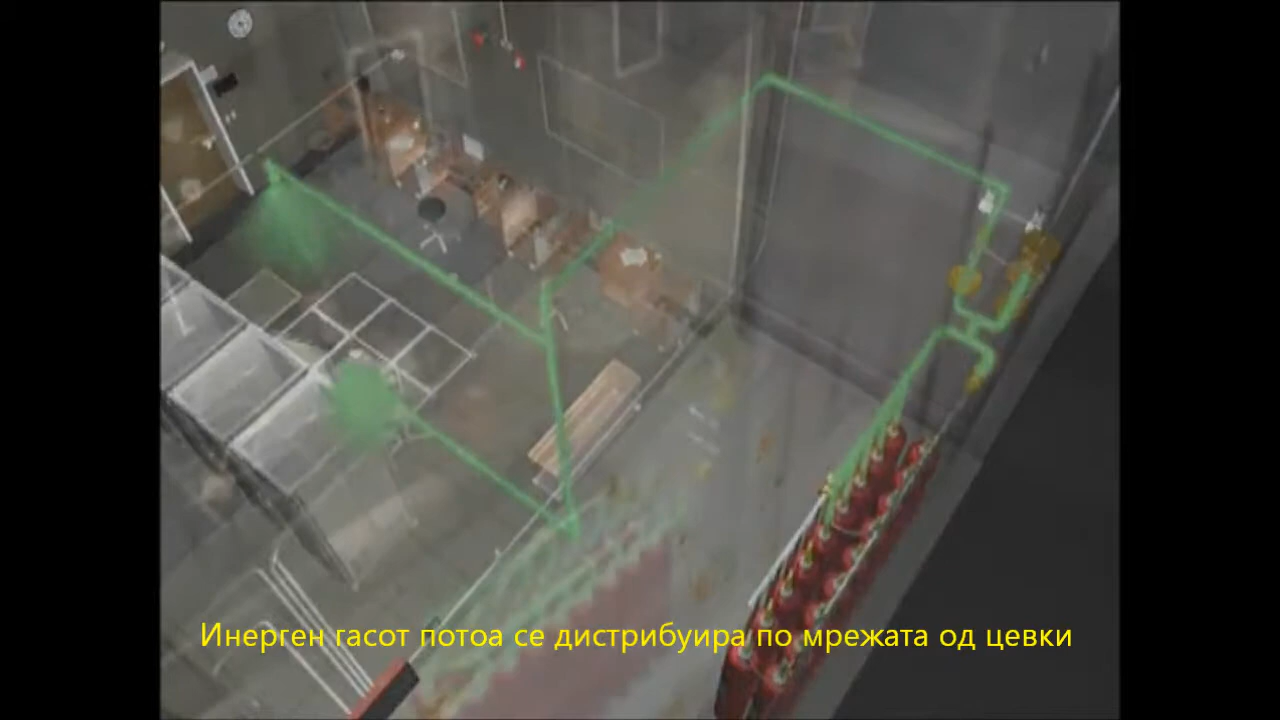 Инерген гасот потоа се дистрибуира по мрежата од цевки